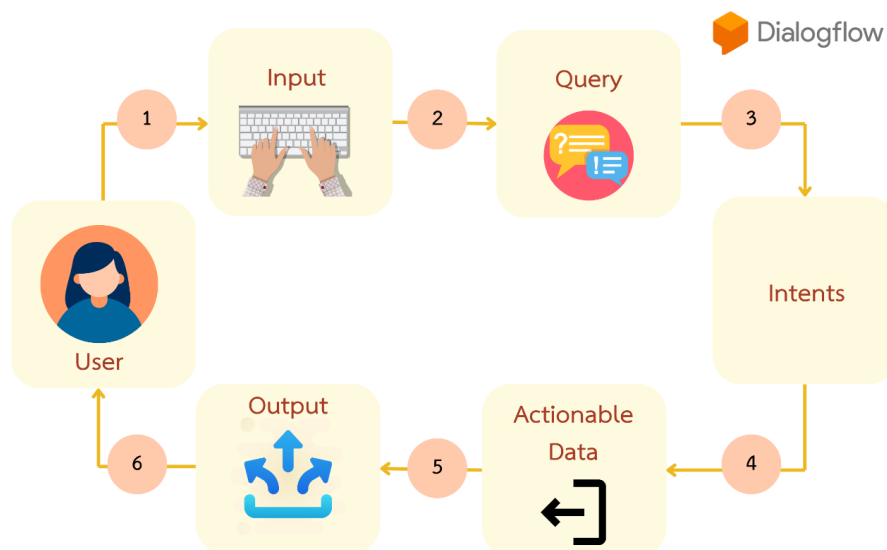 Dialogflow
Input
Query
1
2
3
User
Intents
Output
Actionable
Data
6
5
4